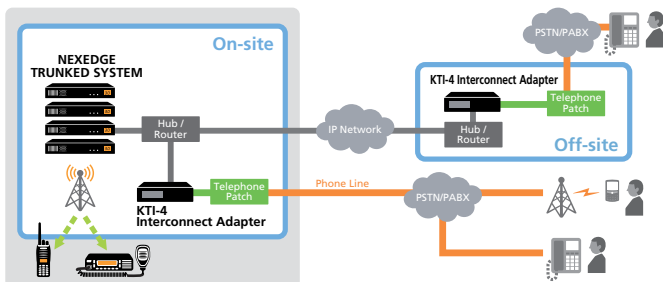 On-site
NEXEDGE
TRUNKED SYSTEM
Hub /
Router
KTI-4
Interconnect Adapter
Telephone
Patch
Phone Line
IP Network
PSTN/PABX
KTI-4 Interconnect Adapter
Telephone
Patch
Hub /
Router
Off-site
PSTN/PABX